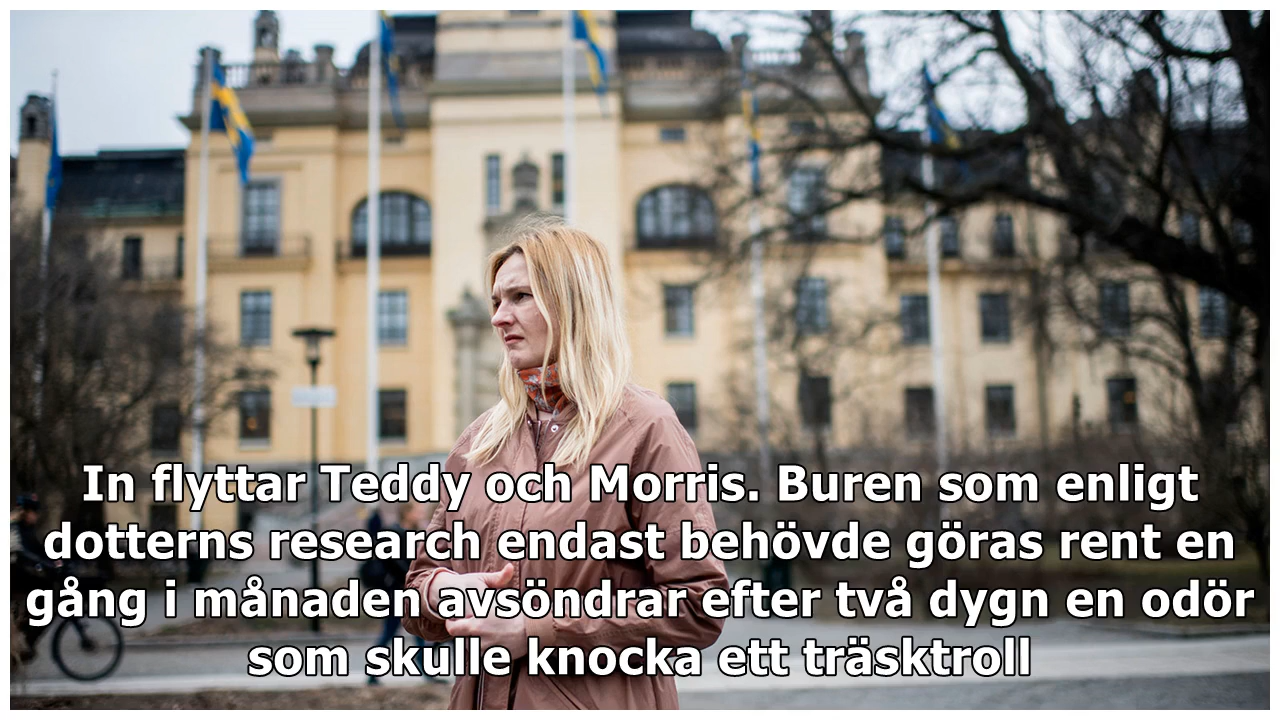 In flyttar Teddy och Morris. Buren som enligt
dotterns research endast behövde göras rent en
gång i månaden avsöndrar efter två dygn en odör
som skulle knocka ett träsktroll